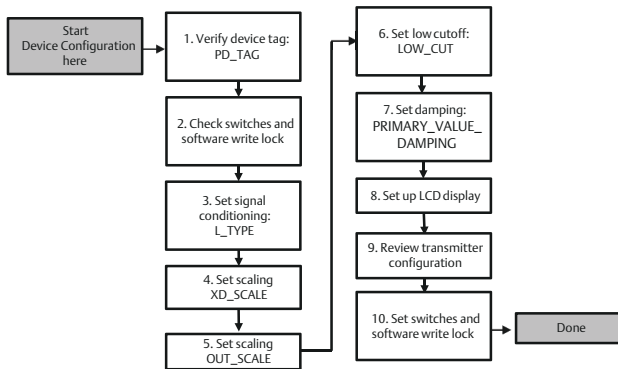 Start
Device Configuration
here
1. Verify device tag:
PD_TAG
2. Check switches and
software write lock
3. Set signal
conditioning:
L_TYPE
4. Set scaling
XD_SCALE
5. Set scaling
OUT_SCALE
6. Set low cutoff:
LOW_CUT
7. Set damping:
PRIMARY_VALUE_
DAMPING
8. Set up LCD display
9. Review transmitter
configuration
10. Set switches and
software write lock
Done